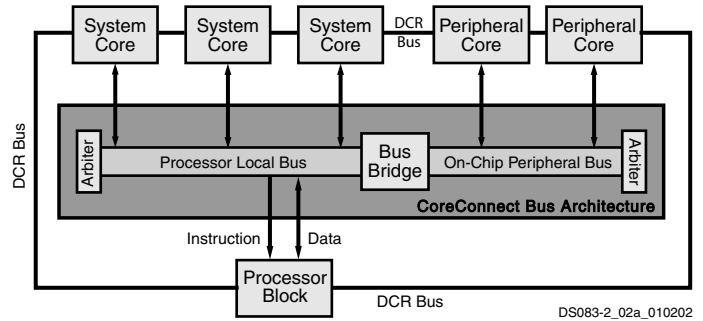 System
Core
System
Core
System
Core
DCR
Bus
Peripheral
Core
Peripheral
Core
DCR Bus
Arbiter
Processor Local Bus
Bus
Bridge
On-Chip Peripheral Bus
Arbiter
CoreConnect Bus Architecture
Instruction
Data
Processor
Block
DCR Bus
DS083-2_02a_010202